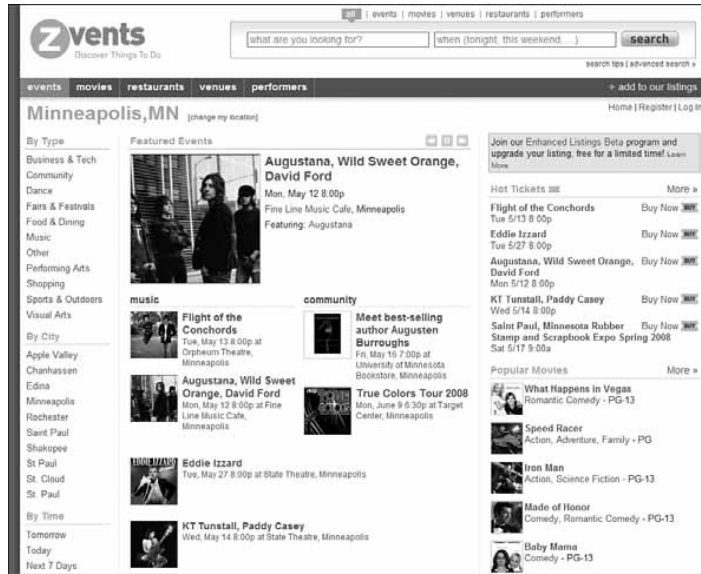 all | events | movies | venues | restaurants | performers
zvents
Discover Things To Do
what are you looking for?
when (tonight, this weekend, ...)
search
search tips | advanced search »
events
movies
restaurants
venues
performers
+ add to our listings
Minneapolis,MN [change my location]
Home | Register | Log In
By Type
Business & Tech
Community
Dance
Fairs & Festivals
Food & Dining
Music
Other
Performing Arts
Shopping
Sports & Outdoors
Visual Arts
By City
Apple Valley
Chanhassen
Edina
Minneapolis
Rochester
Saint Paul
Shakopee
St Paul
St. Cloud
St. Paul
By Time
Tomorrow
Today
Next 7 Days
Featured Events
Augustana, Wild Sweet Orange,
David Ford
Mon, May 12 8:00p
Fine Line Music Cafe, Minneapolis
Featuring: Augustana
music
Flight of the
Conchords
Tue, May 13 8:00p at
Orpheum Theatre,
Minneapolis
Augustana, Wild Sweet
Orange, David Ford
Mon, May 12 8:00p at Fine
Line Music Cafe,
Minneapolis
community
Meet best-selling
author Augusten
Burroughs
Fri, May 16 7:00p at
University of Minnesota
Bookstore, Minneapolis
True Colors Tour 2008
Mon, June 9 6:30p at Target
Center, Minneapolis
EDDIE IZZARD
Eddie Izzard
Tue, May 27 8:00p at State Theatre, Minneapolis
KT Tunstall, Paddy Casey
Wed, May 14 8:00p at State Theatre, Minneapolis
Join our Enhanced Listings Beta program and
upgrade your listing, free for a limited time! Learn
More
Hot Tickets
More »
Flight of the Conchords
Buy Now BUY
Tue 5/13 8:00p
Eddie Izzard
Buy Now BUY
Tue 5/27 8:00p
Augustana, Wild Sweet Orange,
Buy Now BUY
David Ford
Mon 5/12 8:00p
KT Tunstall, Paddy Casey
Buy Now BUY
Wed 5/14 8:00p
Saint Paul, Minnesota Rubber
Buy Now BUY
Stamp and Scrapbook Expo Spring 2008
Sat 5/17 9:00a
Popular Movies
More »
What Happens in Vegas
Romantic Comedy - PG-13
Speed Racer
Action, Adventure, Family - PG
Iron Man
Action, Science Fiction - PG-13
Made of Honor
Comedy, Romantic Comedy - PG-13
Baby Mama
Comedy - PG-13